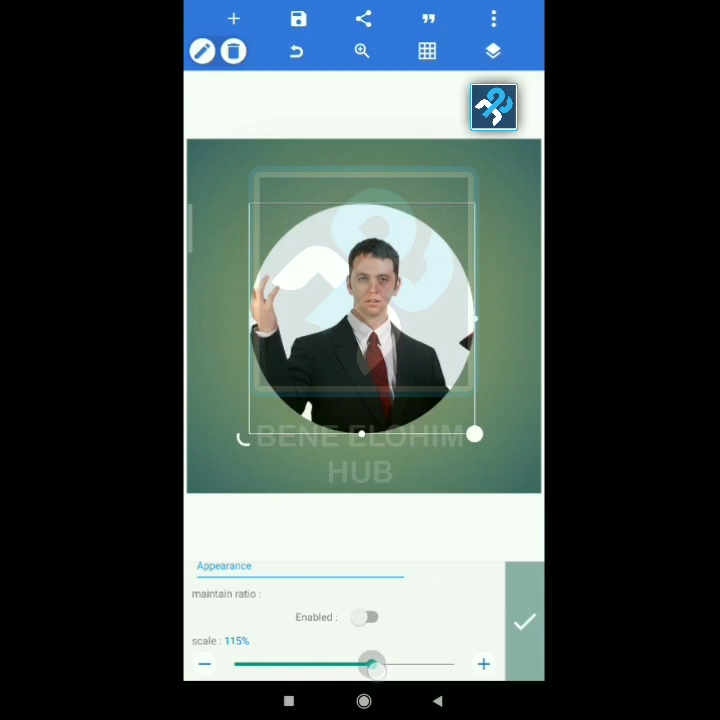 BENE ELOHIM
HUB
Appearance
maintain ratio :
Enabled :
scale : 115%